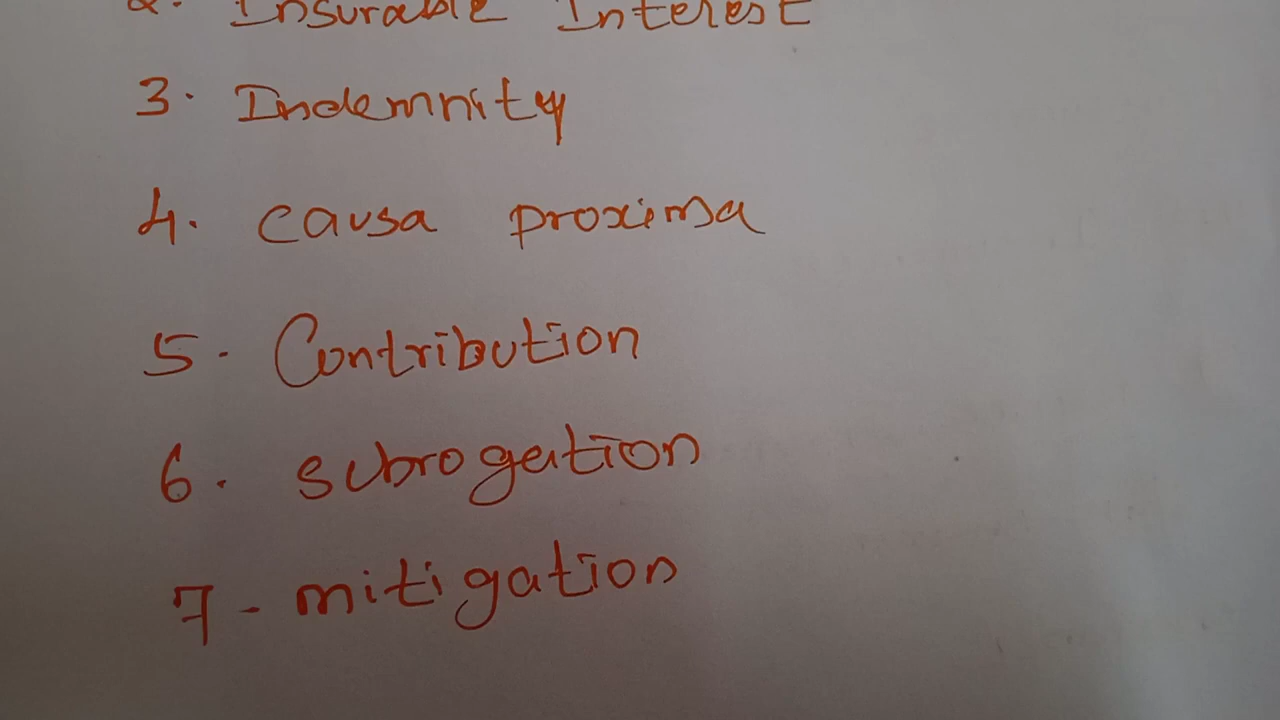 2. Insurable Interest
3. Indemnity
4. causa proxima
5. Contribution
6. subrogation
7- mitigation